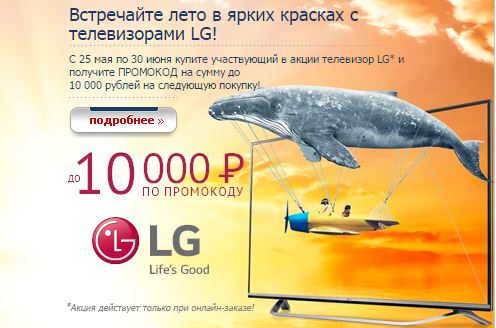 Встречайте лето в ярких красках с
телевизорами LG!
С 25 мая по 30 июня купите участвующий в акции телевизор LG* и
получите ПРОМОКОД на сумму до
10 000 рублей на следующую покупку!
подробнее »
до 10 000 ₽
ПО ПРОМОКОДУ
LG LG
Life's Good
*Акция действует только при онлайн-заказе!